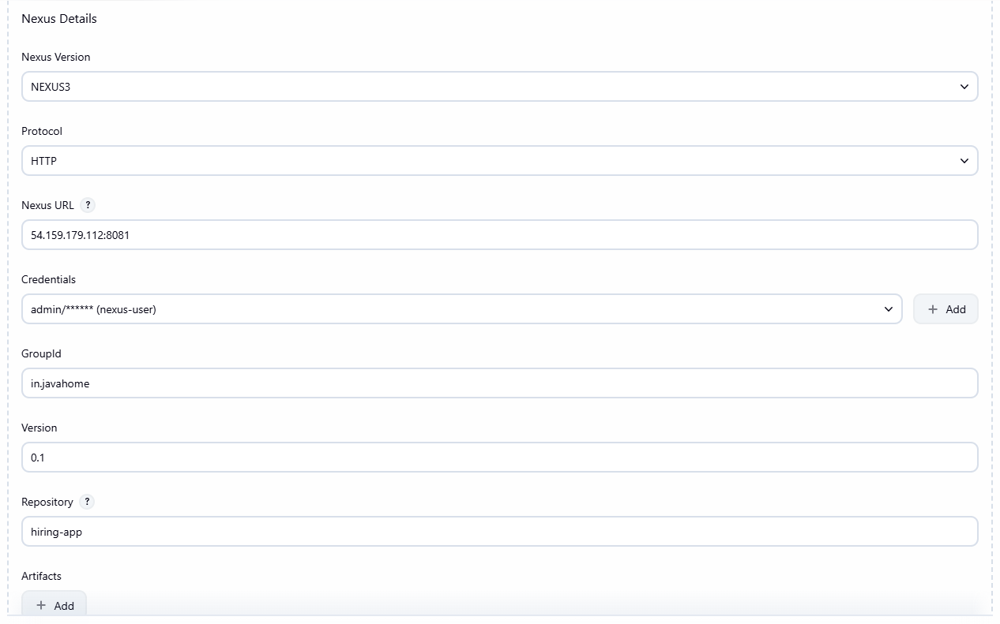 Nexus Details
Nexus Version
NEXUS3
Protocol
HTTP
Nexus URL ?
54.159.179.112:8081
Credentials
admin/****** (nexus-user)
+ Add
GroupId
in.javahome
Version
0.1
Repository ?
hiring-app
Artifacts
+ Add